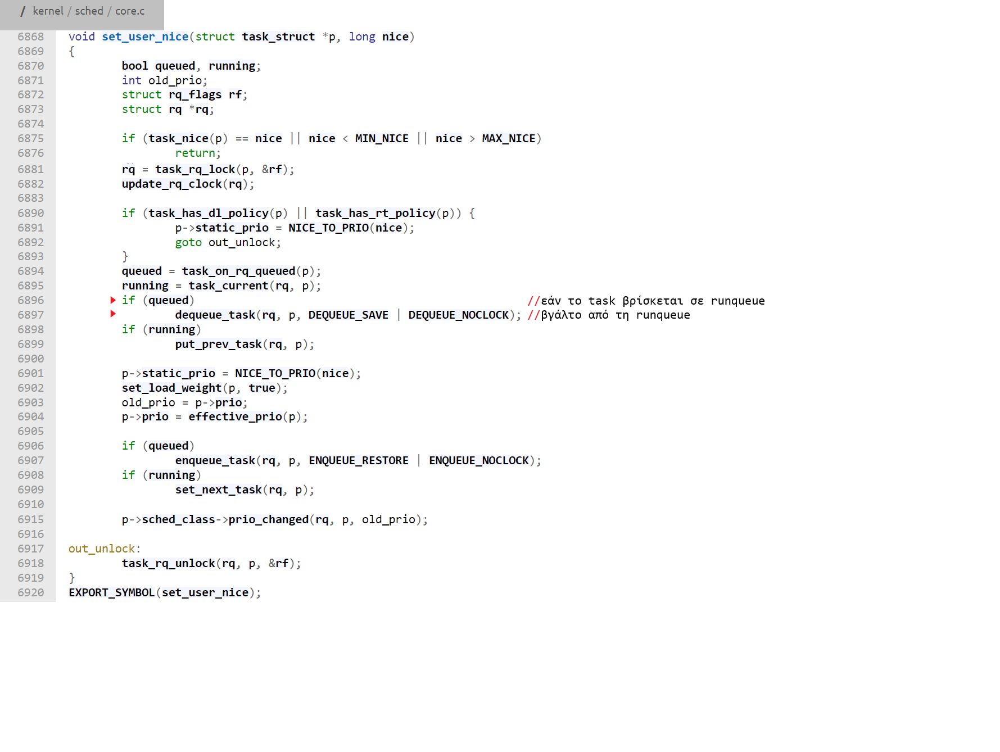 / kernel / sched / core.c
6868 void set_user_nice(struct task_struct *p, long nice)
6869 {
6870 bool queued, running;
6871 int old_prio;
6872 struct rq_flags rf;
6873 struct rq *rq;
6874
6875 if (task_nice(p) == nice || nice < MIN_NICE || nice > MAX_NICE)
6876 return;
6881 rq = task_rq_lock(p, &rf);
6882 update_rq_clock(rq);
6883
6890 if (task_has_dl_policy(p) || task_has_rt_policy(p)) {
6891 p->static_prio = NICE_TO_PRIO(nice);
6892 goto out_unlock;
6893 }
6894 queued = task_on_rq_queued(p);
6895 running = task_current(rq, p);
6896 if (queued) //εάν το task βρίσκεται σε runqueue
6897 dequeue_task(rq, p, DEQUEUE_SAVE | DEQUEUE_NOCLOCK); //βγάλτο από τη runqueue
6898 if (running)
6899 put_prev_task(rq, p);
6900
6901 p->static_prio = NICE_TO_PRIO(nice);
6902 set_load_weight(p, true);
6903 old_prio = p->prio;
6904 p->prio = effective_prio(p);
6905
6906 if (queued)
6907 enqueue_task(rq, p, ENQUEUE_RESTORE | ENQUEUE_NOCLOCK);
6908 if (running)
6909 set_next_task(rq, p);
6910
6915 p->sched_class->prio_changed(rq, p, old_prio);
6916
6917 out_unlock:
6918 task_rq_unlock(rq, p, &rf);
6919 }
6920 EXPORT_SYMBOL(set_user_nice);